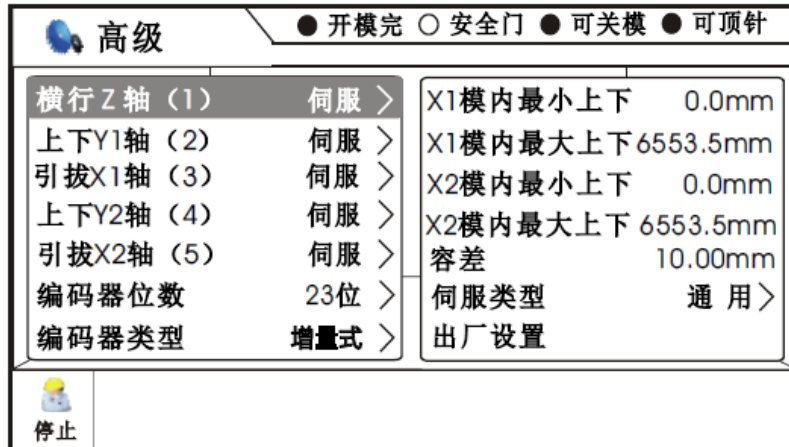 高级
● 开模完 ○ 安全门 ● 可关模 ● 可顶针
横行Z轴（1） 伺服 >
上下Y1轴（2） 伺服 >
引拔X1轴（3） 伺服 >
上下Y2轴（4） 伺服 >
引拔X2轴（5） 伺服 >
编码器位数 23位 >
编码器类型 增量式 >
X1模内最小上下 0.0mm
X1模内最大上下 6553.5mm
X2模内最小上下 0.0mm
X2模内最大上下 6553.5mm
容差 10.00mm
伺服类型 通 用 >
出厂设置
停止